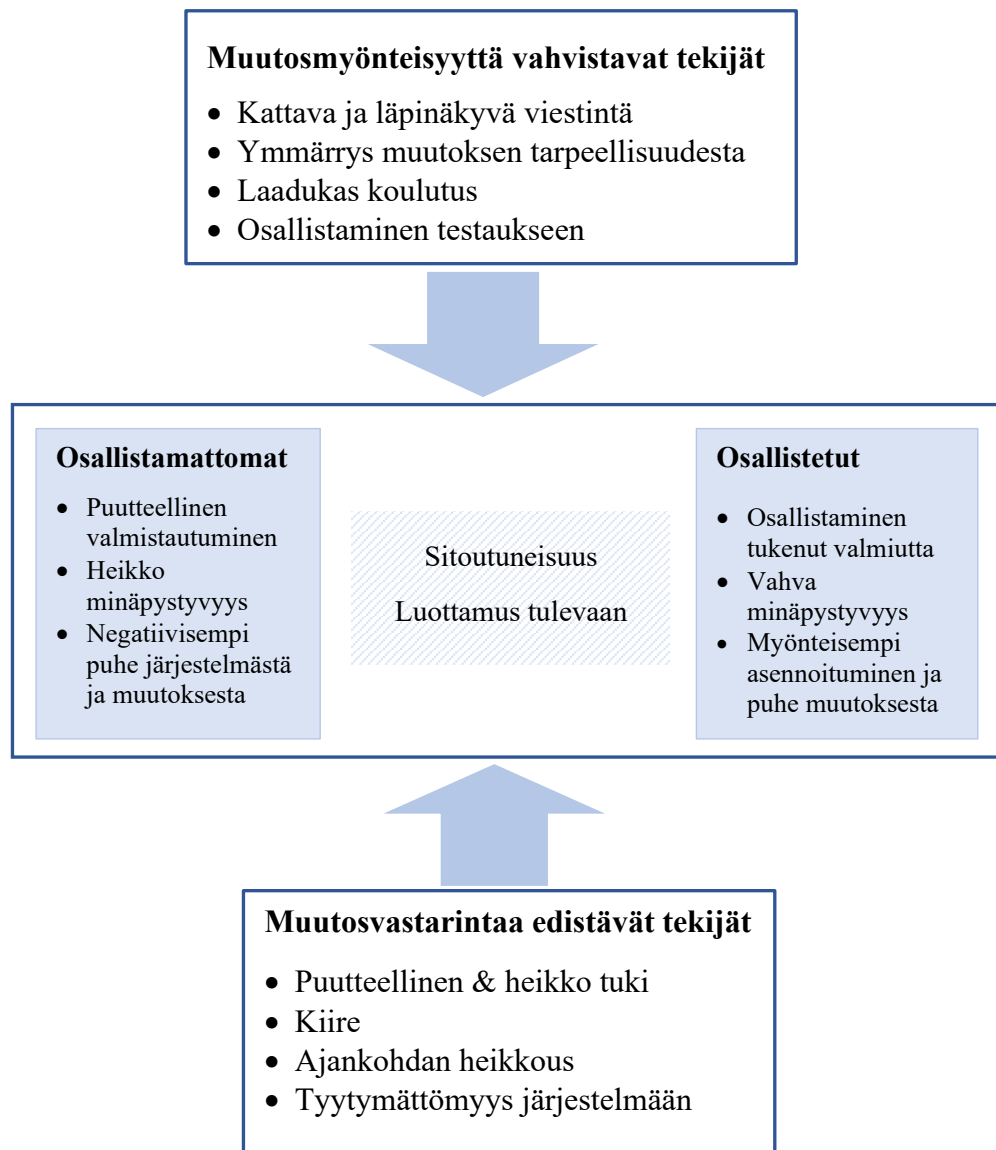 Muutosmyönteisyyttä vahvistavat tekijät
• Kattava ja läpinäkyvä viestintä
• Ymmärrys muutoksen tarpeellisuudesta
• Laadukas koulutus
• Osallistaminen testaukseen
Osallistamattomat
• Puutteellinen
valmistautuminen
• Heikko
minäpystyvyys
• Negatiivisempi
puhe järjestelmästä
ja muutoksesta
Sitoutuneisuus
Luottamus tulevaan
Osallistetut
• Osallistaminen
tukenut valmiutta
• Vahva
minäpystyvyys
• Myönteisempi
asennoituminen ja
puhe muutoksesta
Muutosvastarintaa edistävät tekijät
• Puutteellinen & heikko tuki
• Kiire
• Ajankohdan heikkous
• Tyytymättömyys järjestelmään